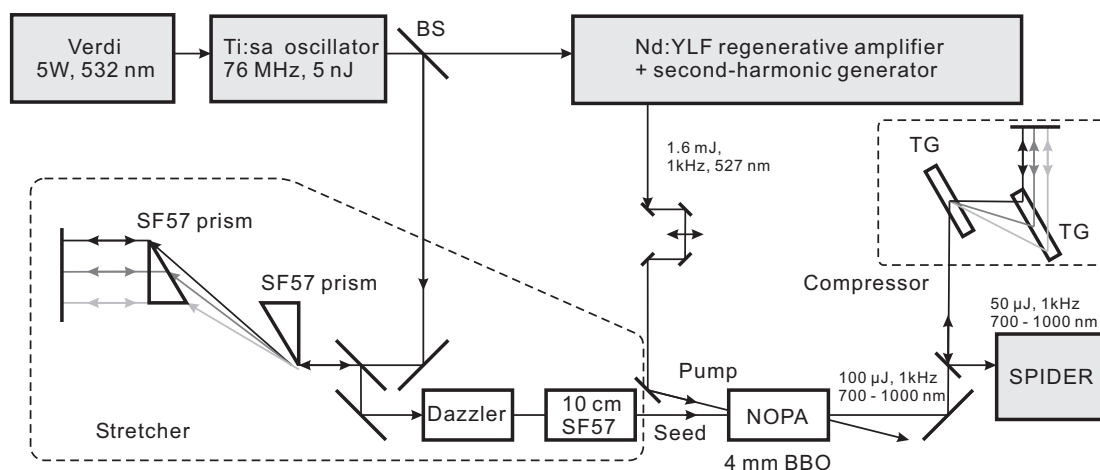 Verdi
5W, 532 nm
Ti:sa oscillator
76 MHz, 5 nJ
BS
Nd:YLF regenerative amplifier
+ second-harmonic generator
1.6 mJ,
1kHz, 527 nm
TG
TG
Compressor
SF57 prism
SF57 prism
50 µJ, 1kHz
700 - 1000 nm
SPIDER
Pump
100 µJ, 1kHz
700 - 1000 nm
Dazzler
10 cm
SF57
Seed
NOPA
4 mm BBO
Stretcher